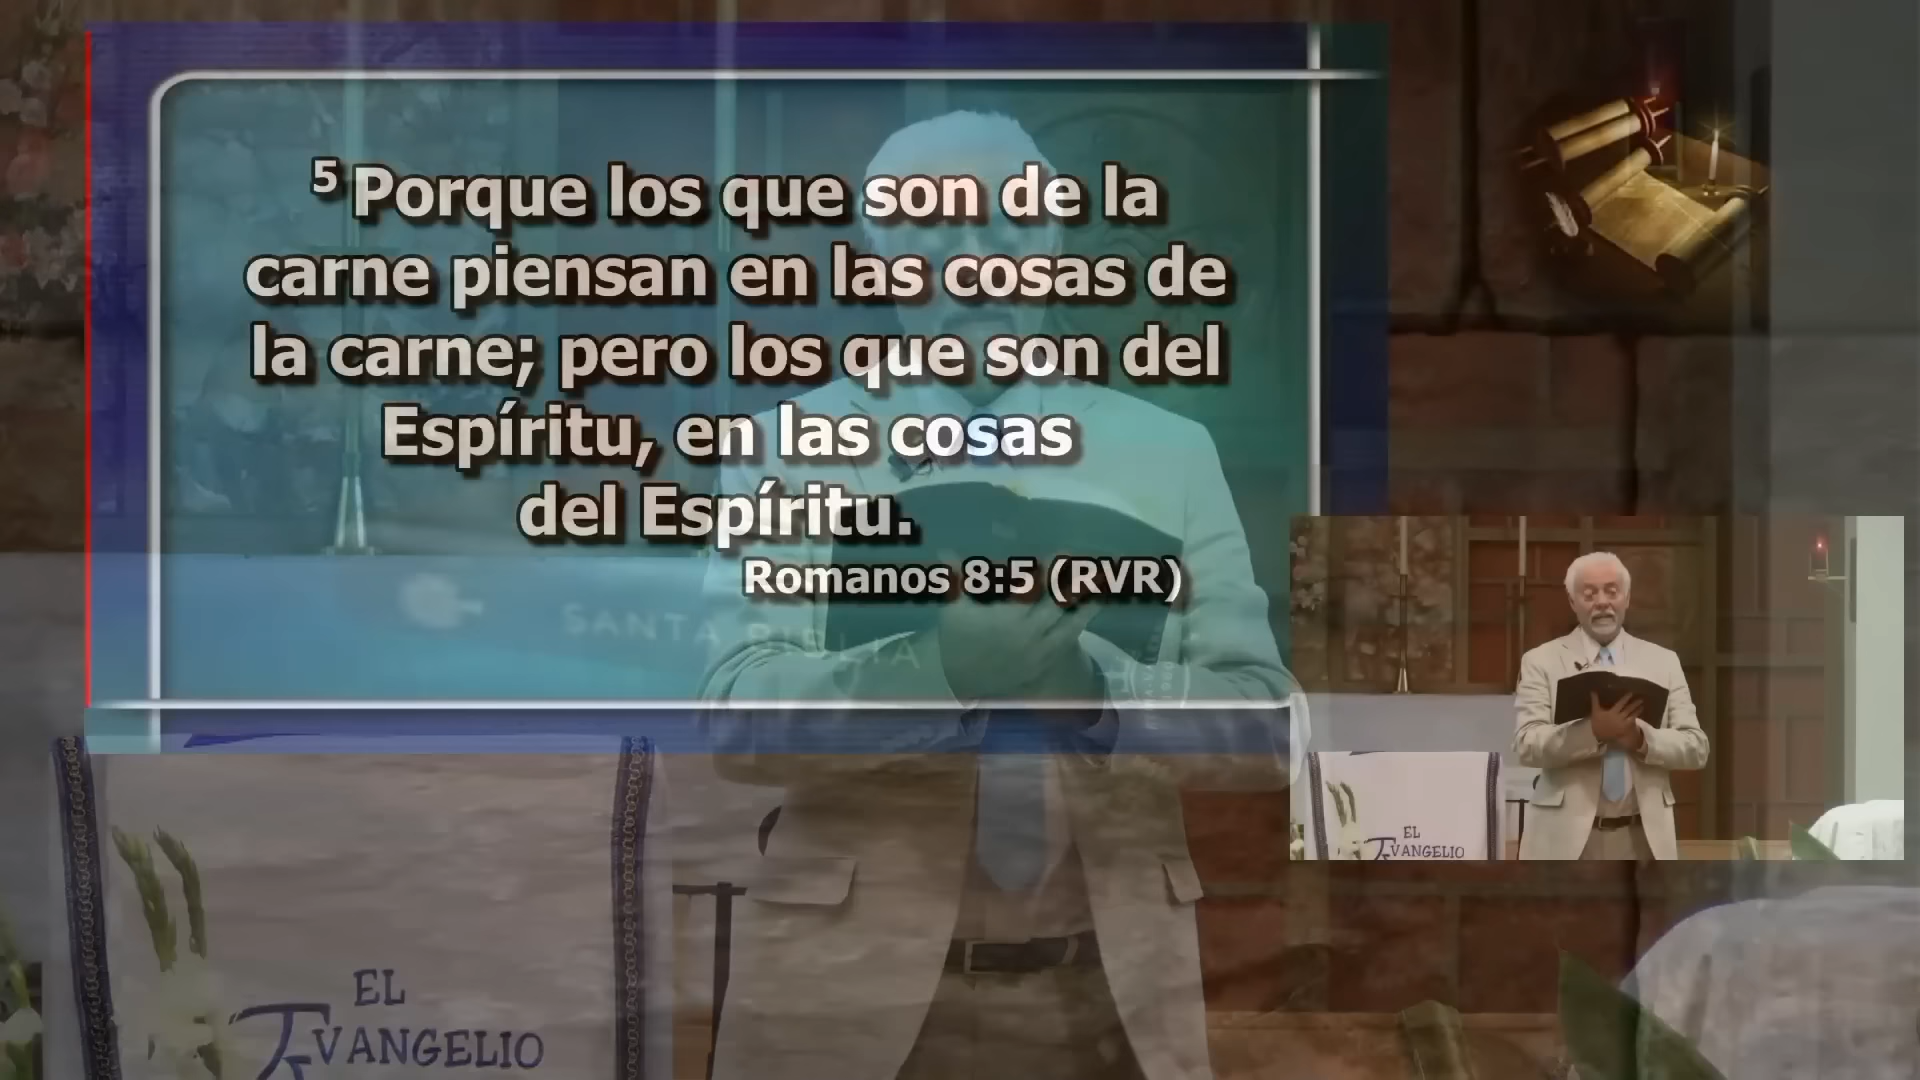 5 Porque los que son de la
carne piensan en las cosas de
la carne; pero los que son del
Espíritu, en las cosas
del Espíritu.
Romanos 8:5 (RVR)
SANTA BIBLIA
EL
EVANGELIO
EL
EVANGELIO